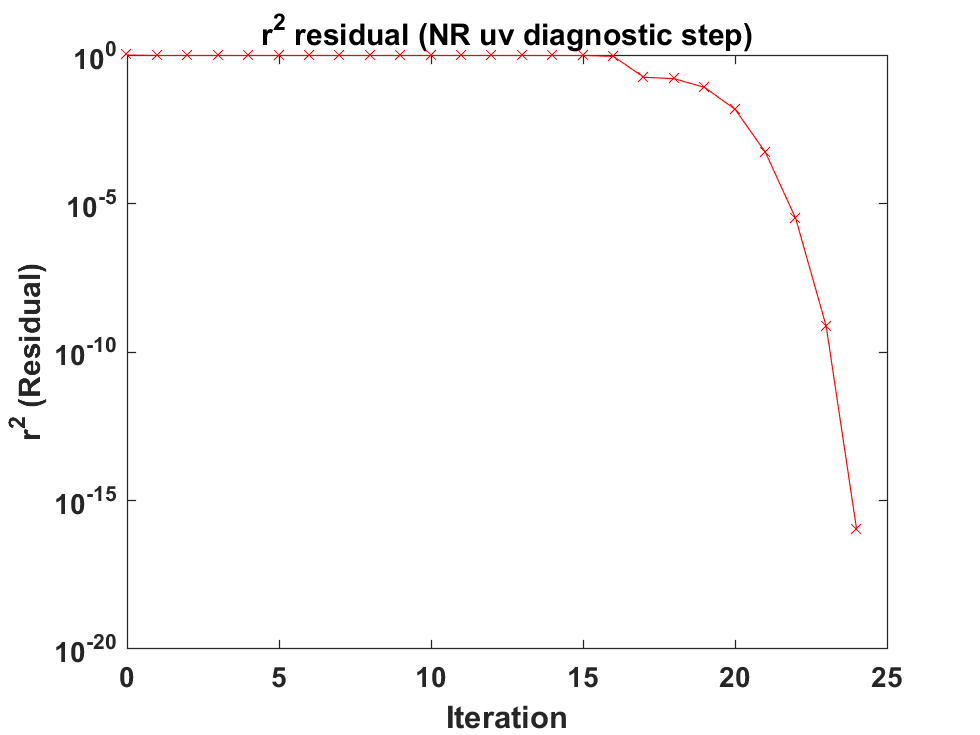 r² residual (NR uv diagnostic step)
r² (Residual)
10⁰
10⁻⁵
10⁻¹⁰
10⁻¹⁵
10⁻²⁰
0 5 10 15 20 25
Iteration